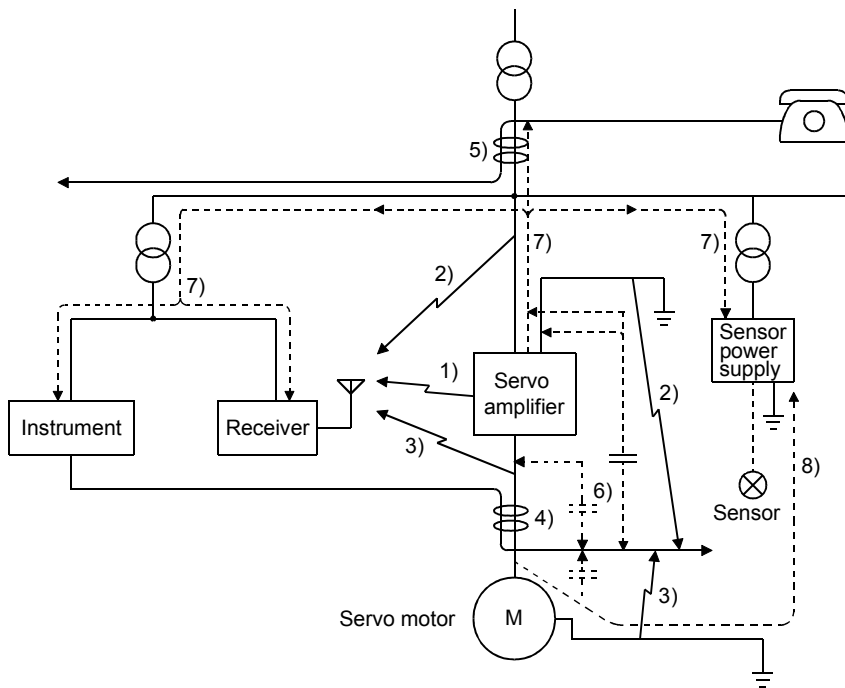 5)
7)
7)
2)
7)
Sensor
power
supply
1)
Servo
amplifier
2)
Instrument
Receiver
3)
6)
8)
4)
Sensor
3)
Servo motor
M